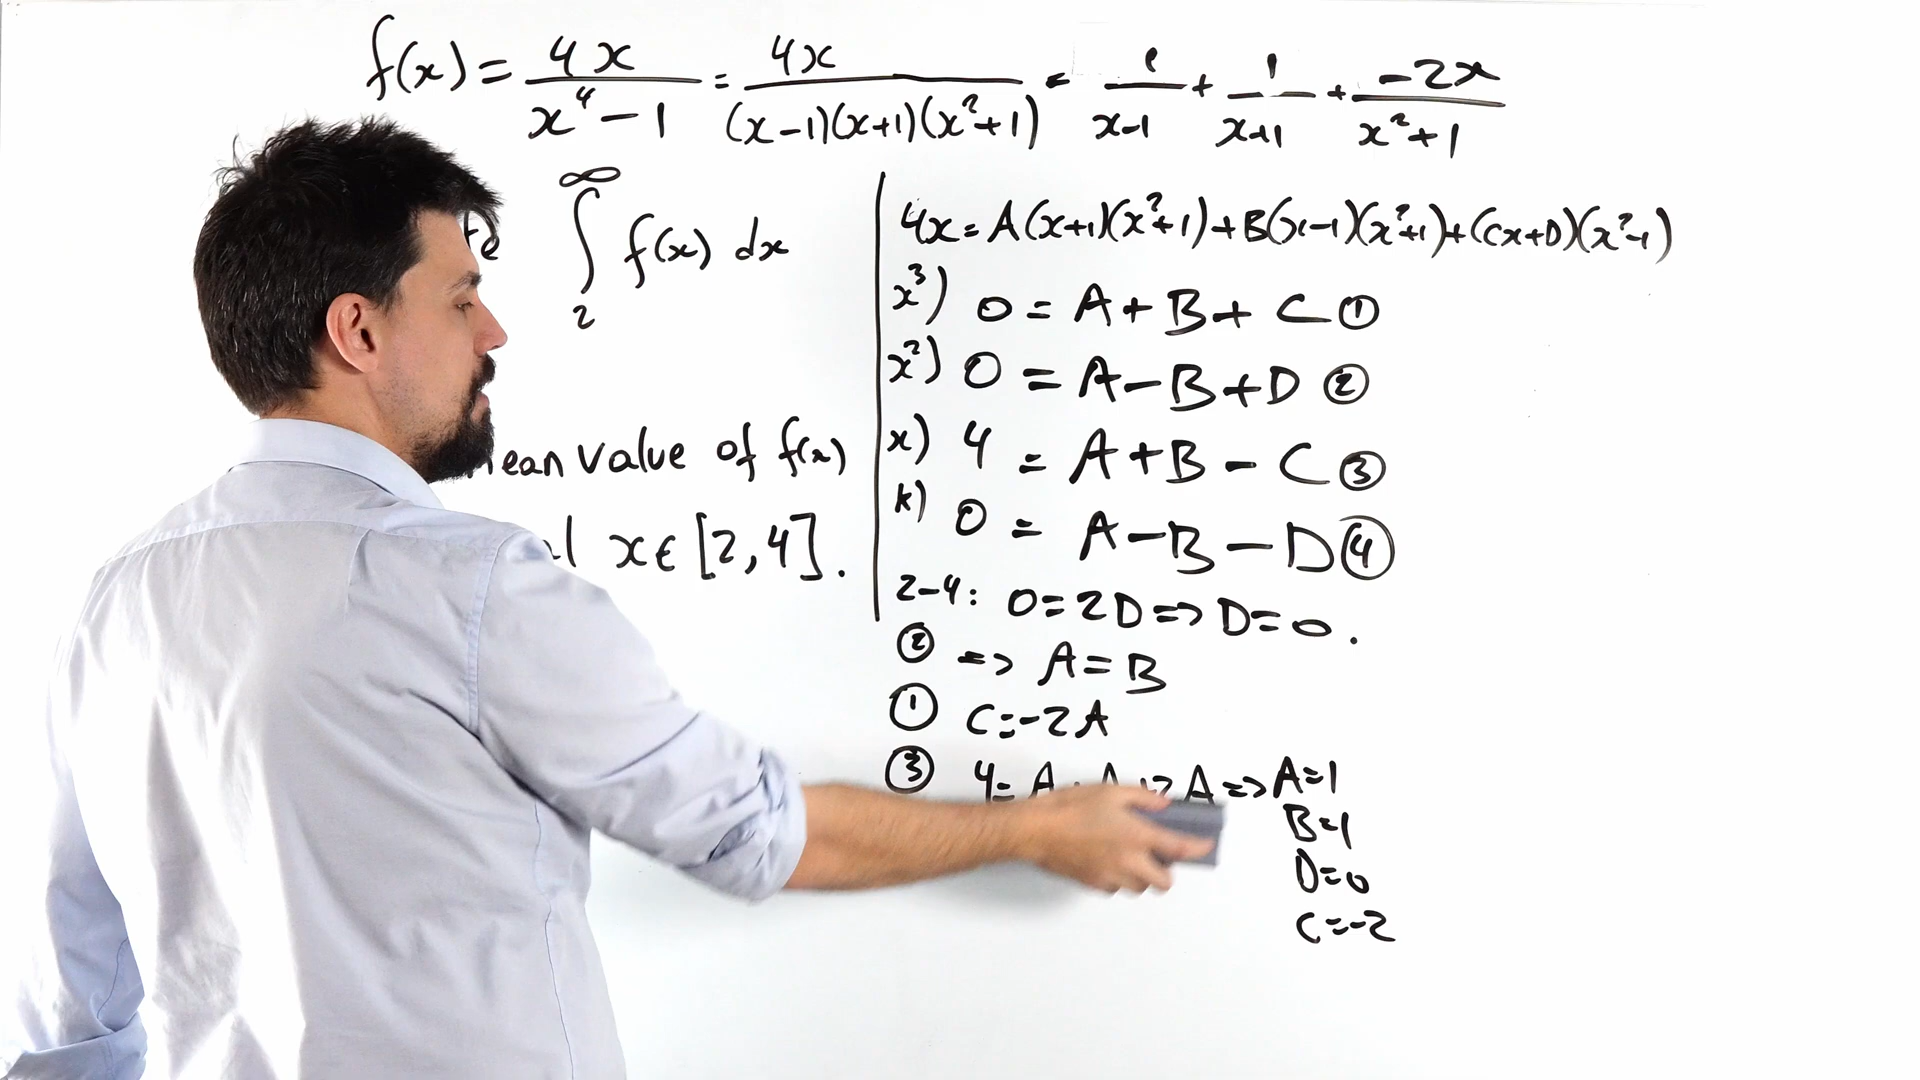 f(x) = 4x / (x⁴ - 1) = 4x / ((x-1)(x+1)(x²+1)) = 1/(x-1) + 1/(x+1) + -2x/(x²+1)
∫₂^∞ f(x) dx
mean value of f(x)
x ∈ [2, 4].
4x = A(x+1)(x²+1) + B(x-1)(x²+1) + (Cx+D)(x²-1)
x³) 0 = A + B + C ①
x²) 0 = A - B + D ②
x) 4 = A + B - C ③
k) 0 = A - B - D ④
2-4: 0 = 2D => D = 0.
② => A = B
① C = -2A
③ 4 = A + A +2A => A = 1
B = 1
D = 0
C = -2